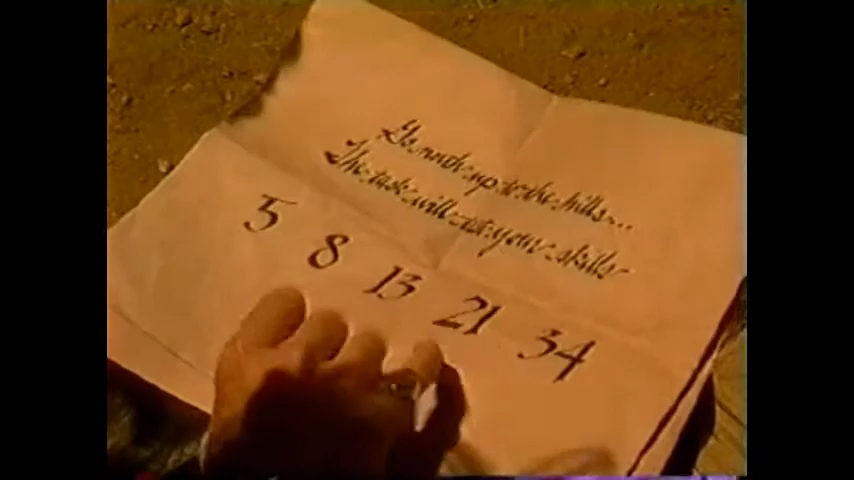 Go north up to the hills...
The task will test your skills
5 8 13 21 34